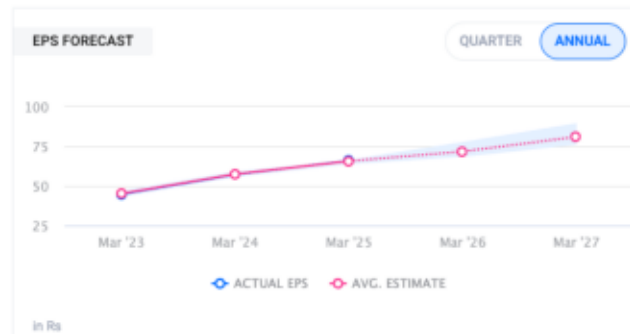 EPS FORECAST
QUARTER ANNUAL
100
75
50
25
Mar '23 Mar '24 Mar '25 Mar '26 Mar '27
ACTUAL EPS AVG. ESTIMATE
in Rs